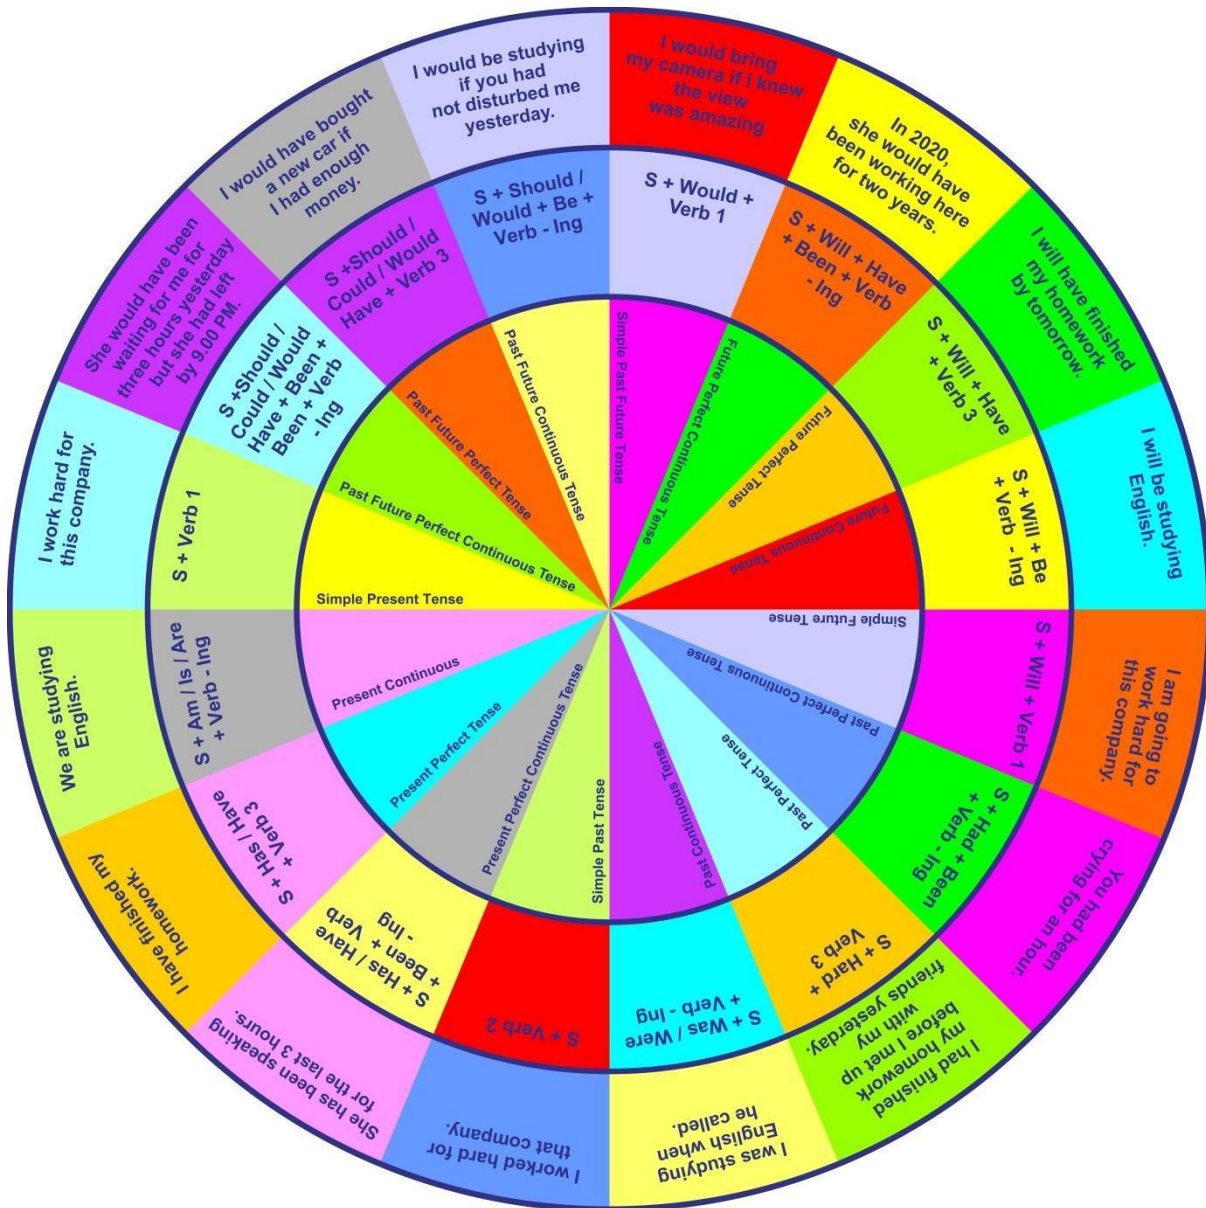 I would bring
my camera if I knew
the view
was amazing
In 2020,
she would have
been working here
for two years.
I will have finished
my homework
by tomorrow.
I will be studying
English.
I am going to
work hard for
this company.
You had been
crying for an hour.
I had finished
my homework
before I met up
with my
friends yesterday.
I was studying
English when
he called.
I worked hard for
that company.
She has been speaking
for the last 3 hours.
I have finished my
homework.
We are studying
English.
I work hard for
this company.
She would have been
waiting for me for
three hours yesterday
but she had left
by 9.00 PM.
I would have bought
a new car if
I had enough
money.
I would be studying
if you had
not disturbed me
yesterday.
S + Would +
Verb 1
S + Will + Have
+ Been + Verb
- Ing
S + Will + Have
+ Verb 3
S + Will + Be
+ Verb - Ing
S + Will + Verb 1
S + Had + Been
+ Verb - Ing
S + Hard +
Verb 3
S + Was / Were
+ Verb - Ing
S + Verb 2
S + Has / Have
+ Been + Verb
- Ing
S + Has / Have
+ Verb 3
S + Am / Is / Are
+ Verb - Ing
S + Verb 1
S +Should /
Could / Would
Have + Been +
Been + Verb
- Ing
S +Should /
Could / Would
Have + Verb 3
S + Should /
Would + Be +
Verb - Ing
Simple Past Future Tense
Future Perfect Continuous Tense
Future Perfect Tense
Future Continuous Tense
Simple Future Tense
Past Perfect Continuous Tense
Past Perfect Tense
Past Continuous Tense
Simple Past Tense
Present Perfect Continuous Tense
Present Perfect Tense
Present Continuous
Simple Present Tense
Past Future Perfect Continuous Tense
Past Future Perfect Tense
Past Future Continuous Tense